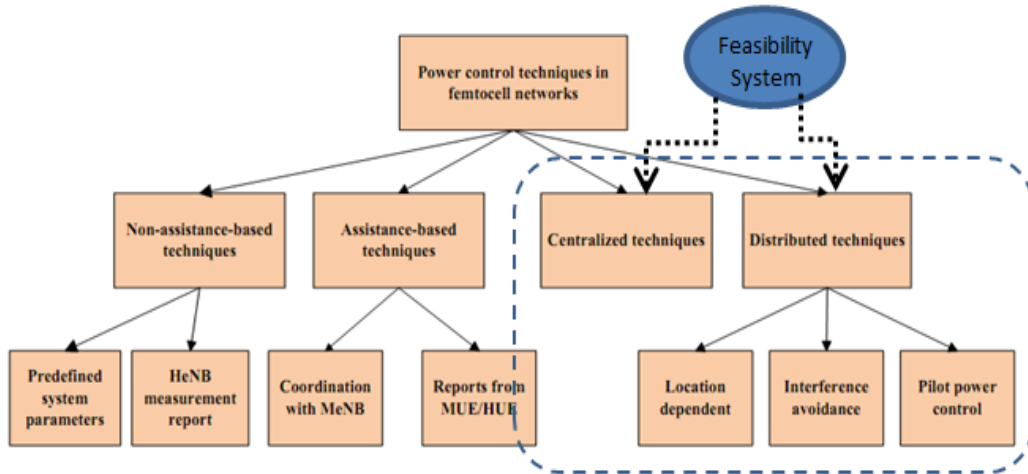 Power control techniques in
femtocell networks
Feasibility
System
Non-assistance-based
techniques
Assistance-based
techniques
Centralized techniques
Distributed techniques
Predefined
system
parameters
HeNB
measurement
report
Coordination
with MeNB
Reports from
MUE/HUE
Location
dependent
Interference
avoidance
Pilot power
control